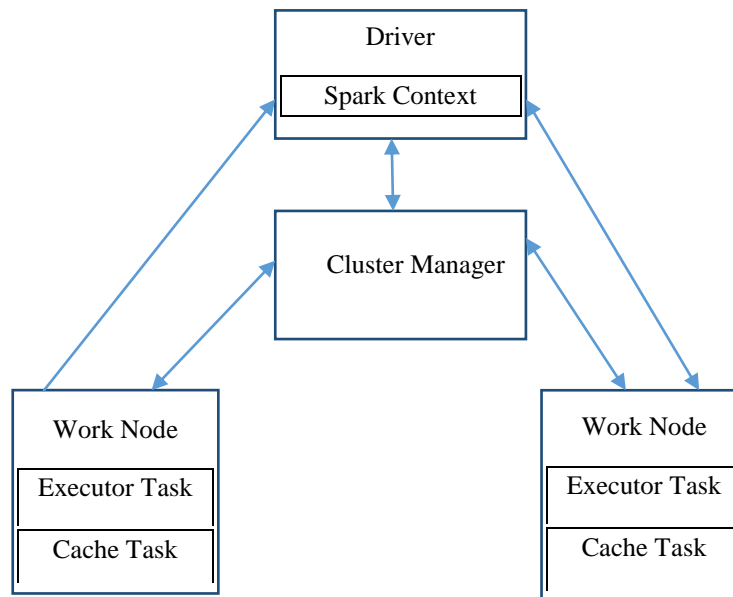 Driver
Spark Context
Cluster Manager
Work Node
Executor Task
Cache Task
Work Node
Executor Task
Cache Task